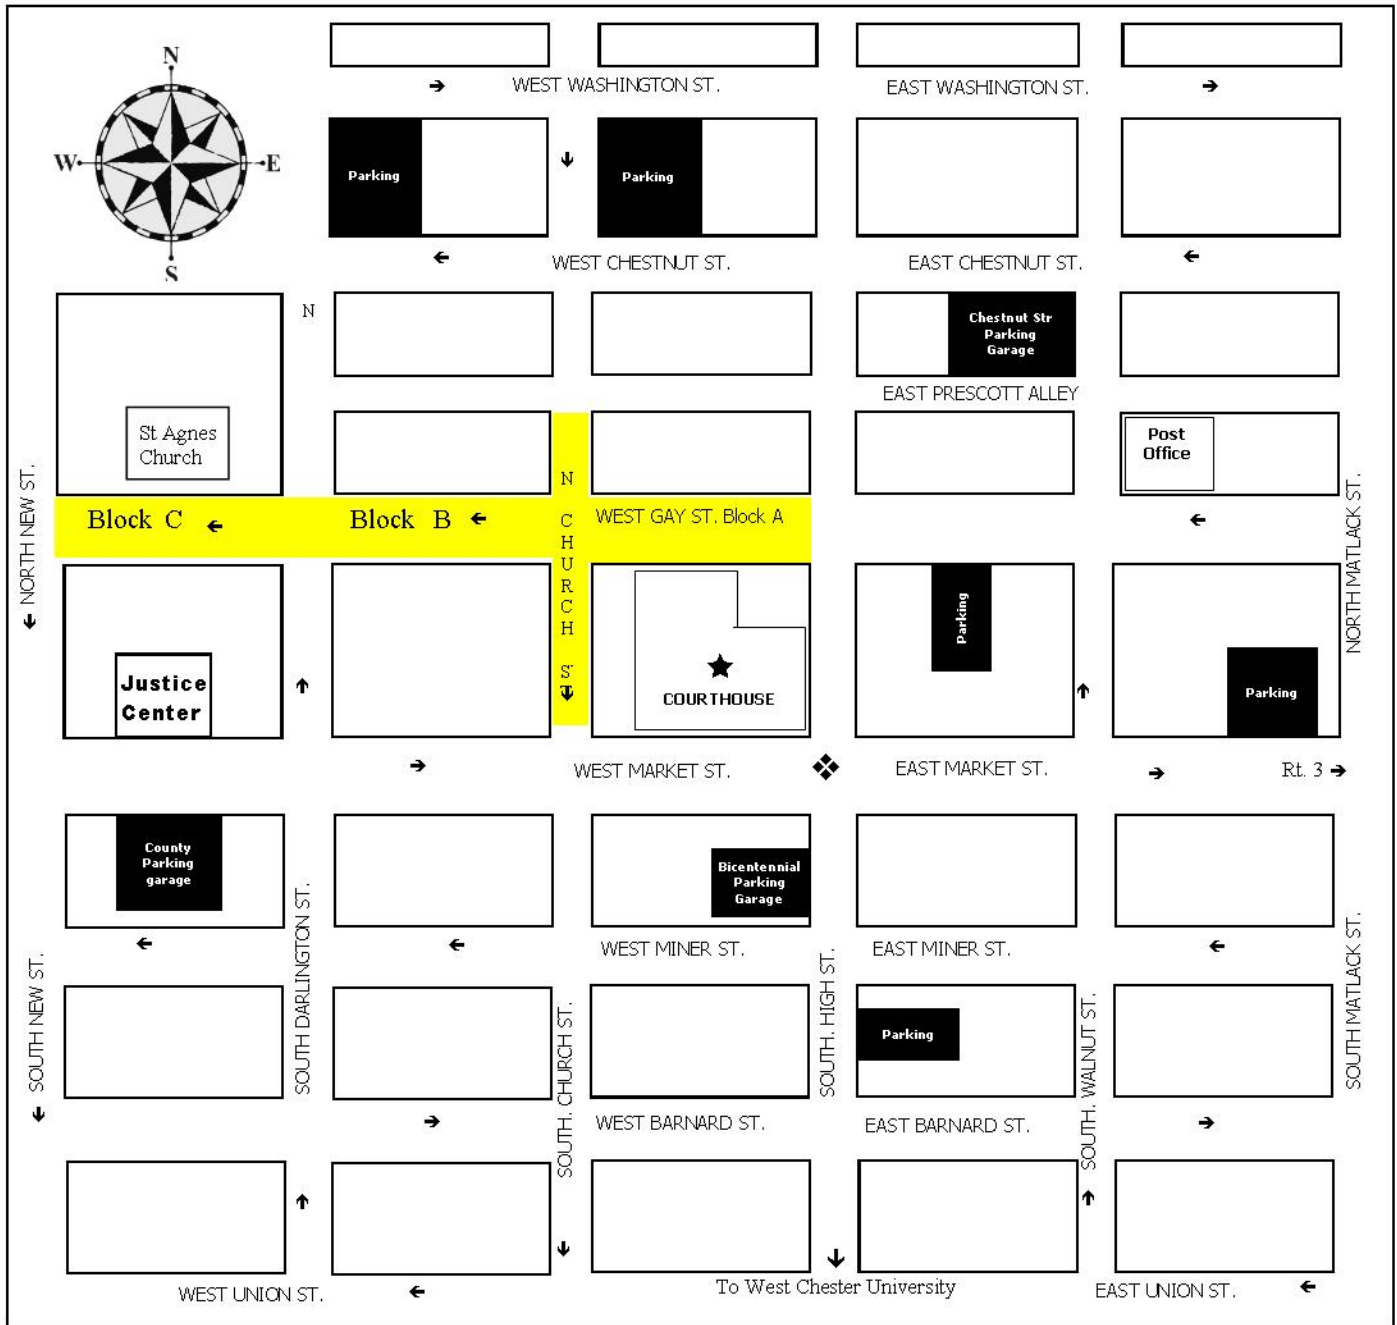 N
W
E
S
WEST WASHINGTON ST.
EAST WASHINGTON ST.
Parking
Parking
WEST CHESTNUT ST.
EAST CHESTNUT ST.
N
Chestnut Str
Parking
Garage
EAST PRESCOTT ALLEY
St Agnes
Church
Post
Office
NORTH NEW ST.
Block C
Block B
WEST GAY ST. Block A
N CHURCH ST
NORTH MATLACK ST.
Parking
Justice
Center
COURTHOUSE
Parking
WEST MARKET ST.
EAST MARKET ST.
Rt. 3
County
Parking
garage
Bicentennial
Parking
Garage
SOUTH DARLINGTON ST.
WEST MINER ST.
EAST MINER ST.
SOUTH NEW ST.
SOUTH. CHURCH ST.
SOUTH. HIGH ST.
Parking
SOUTH. WALNUT ST.
SOUTH MATLACK ST.
WEST BARNARD ST.
EAST BARNARD ST.
WEST UNION ST.
To West Chester University
EAST UNION ST.